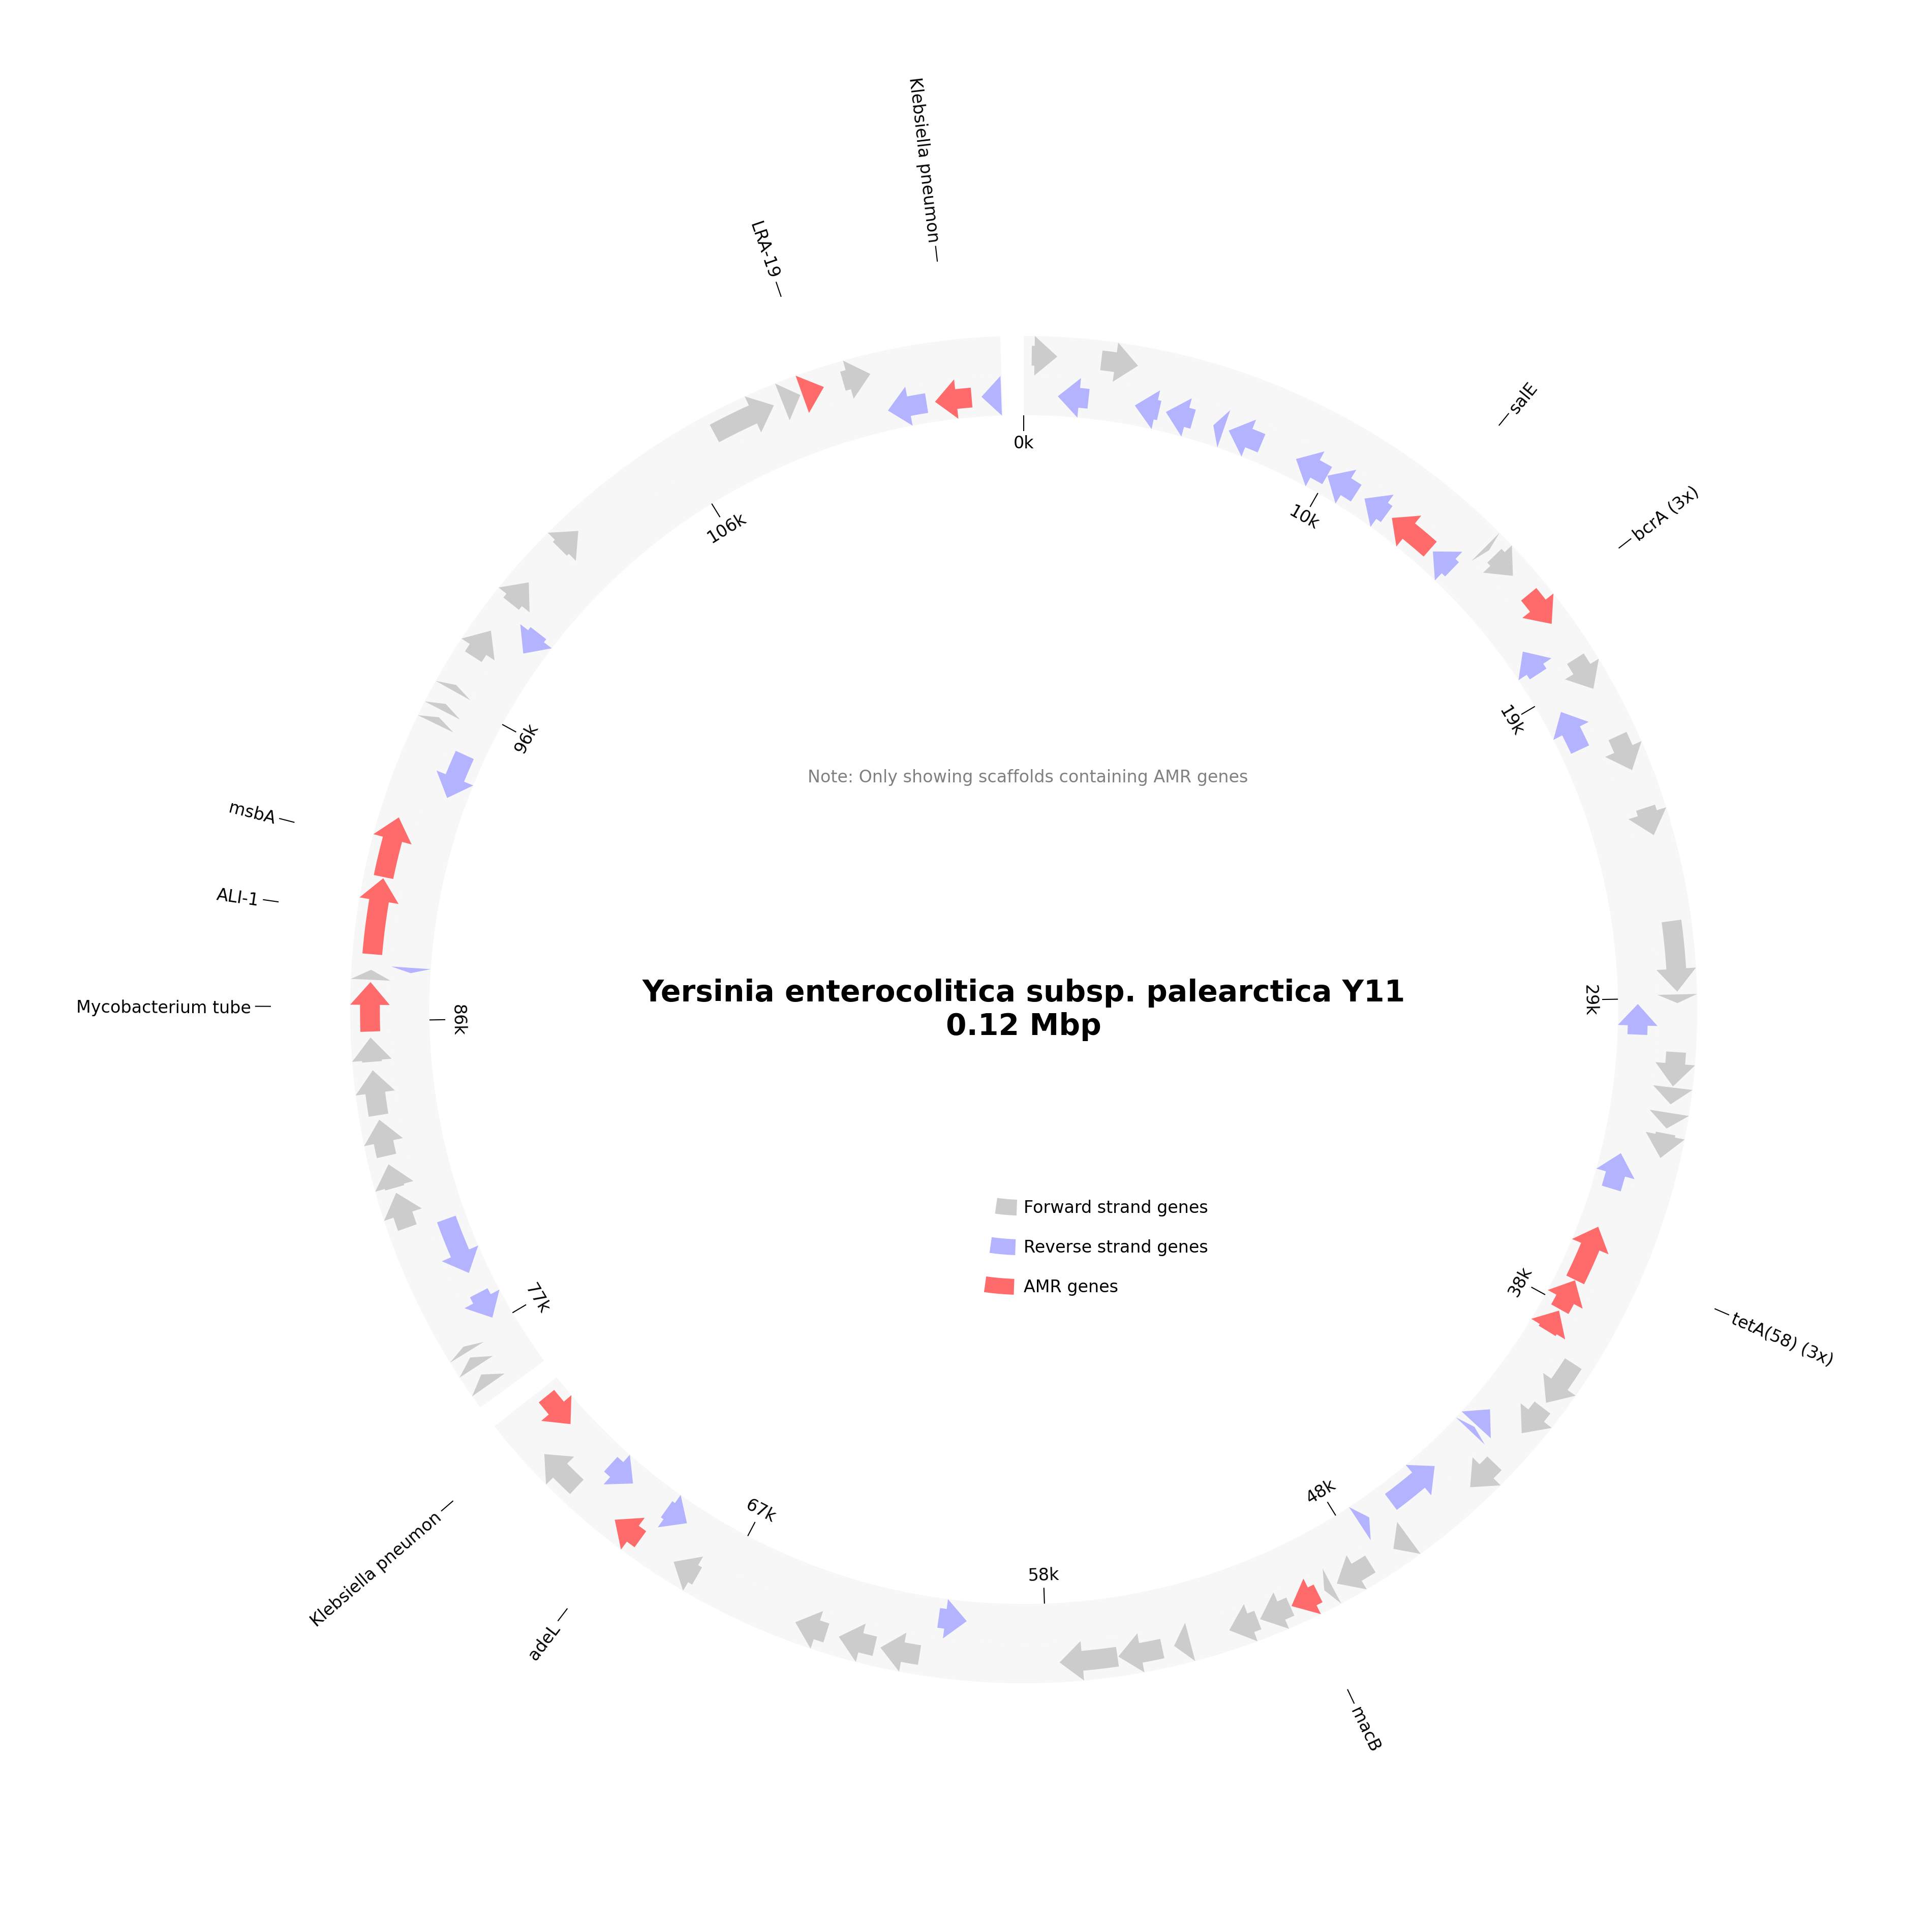 Klebsiella pneumon
LRA-19
salE
bcrA (3x)
0k
10k
106k
19k
96k
Note: Only showing scaffolds containing AMR genes
msbA
ALI-1
Mycobacterium tube
86k
29k
Yersinia enterocolitica subsp. palearctica Y11
0.12 Mbp
Forward strand genes
Reverse strand genes
AMR genes
77k
38k
tetA(58) (3x)
48k
67k
58k
Klebsiella pneumon
adeL
macB